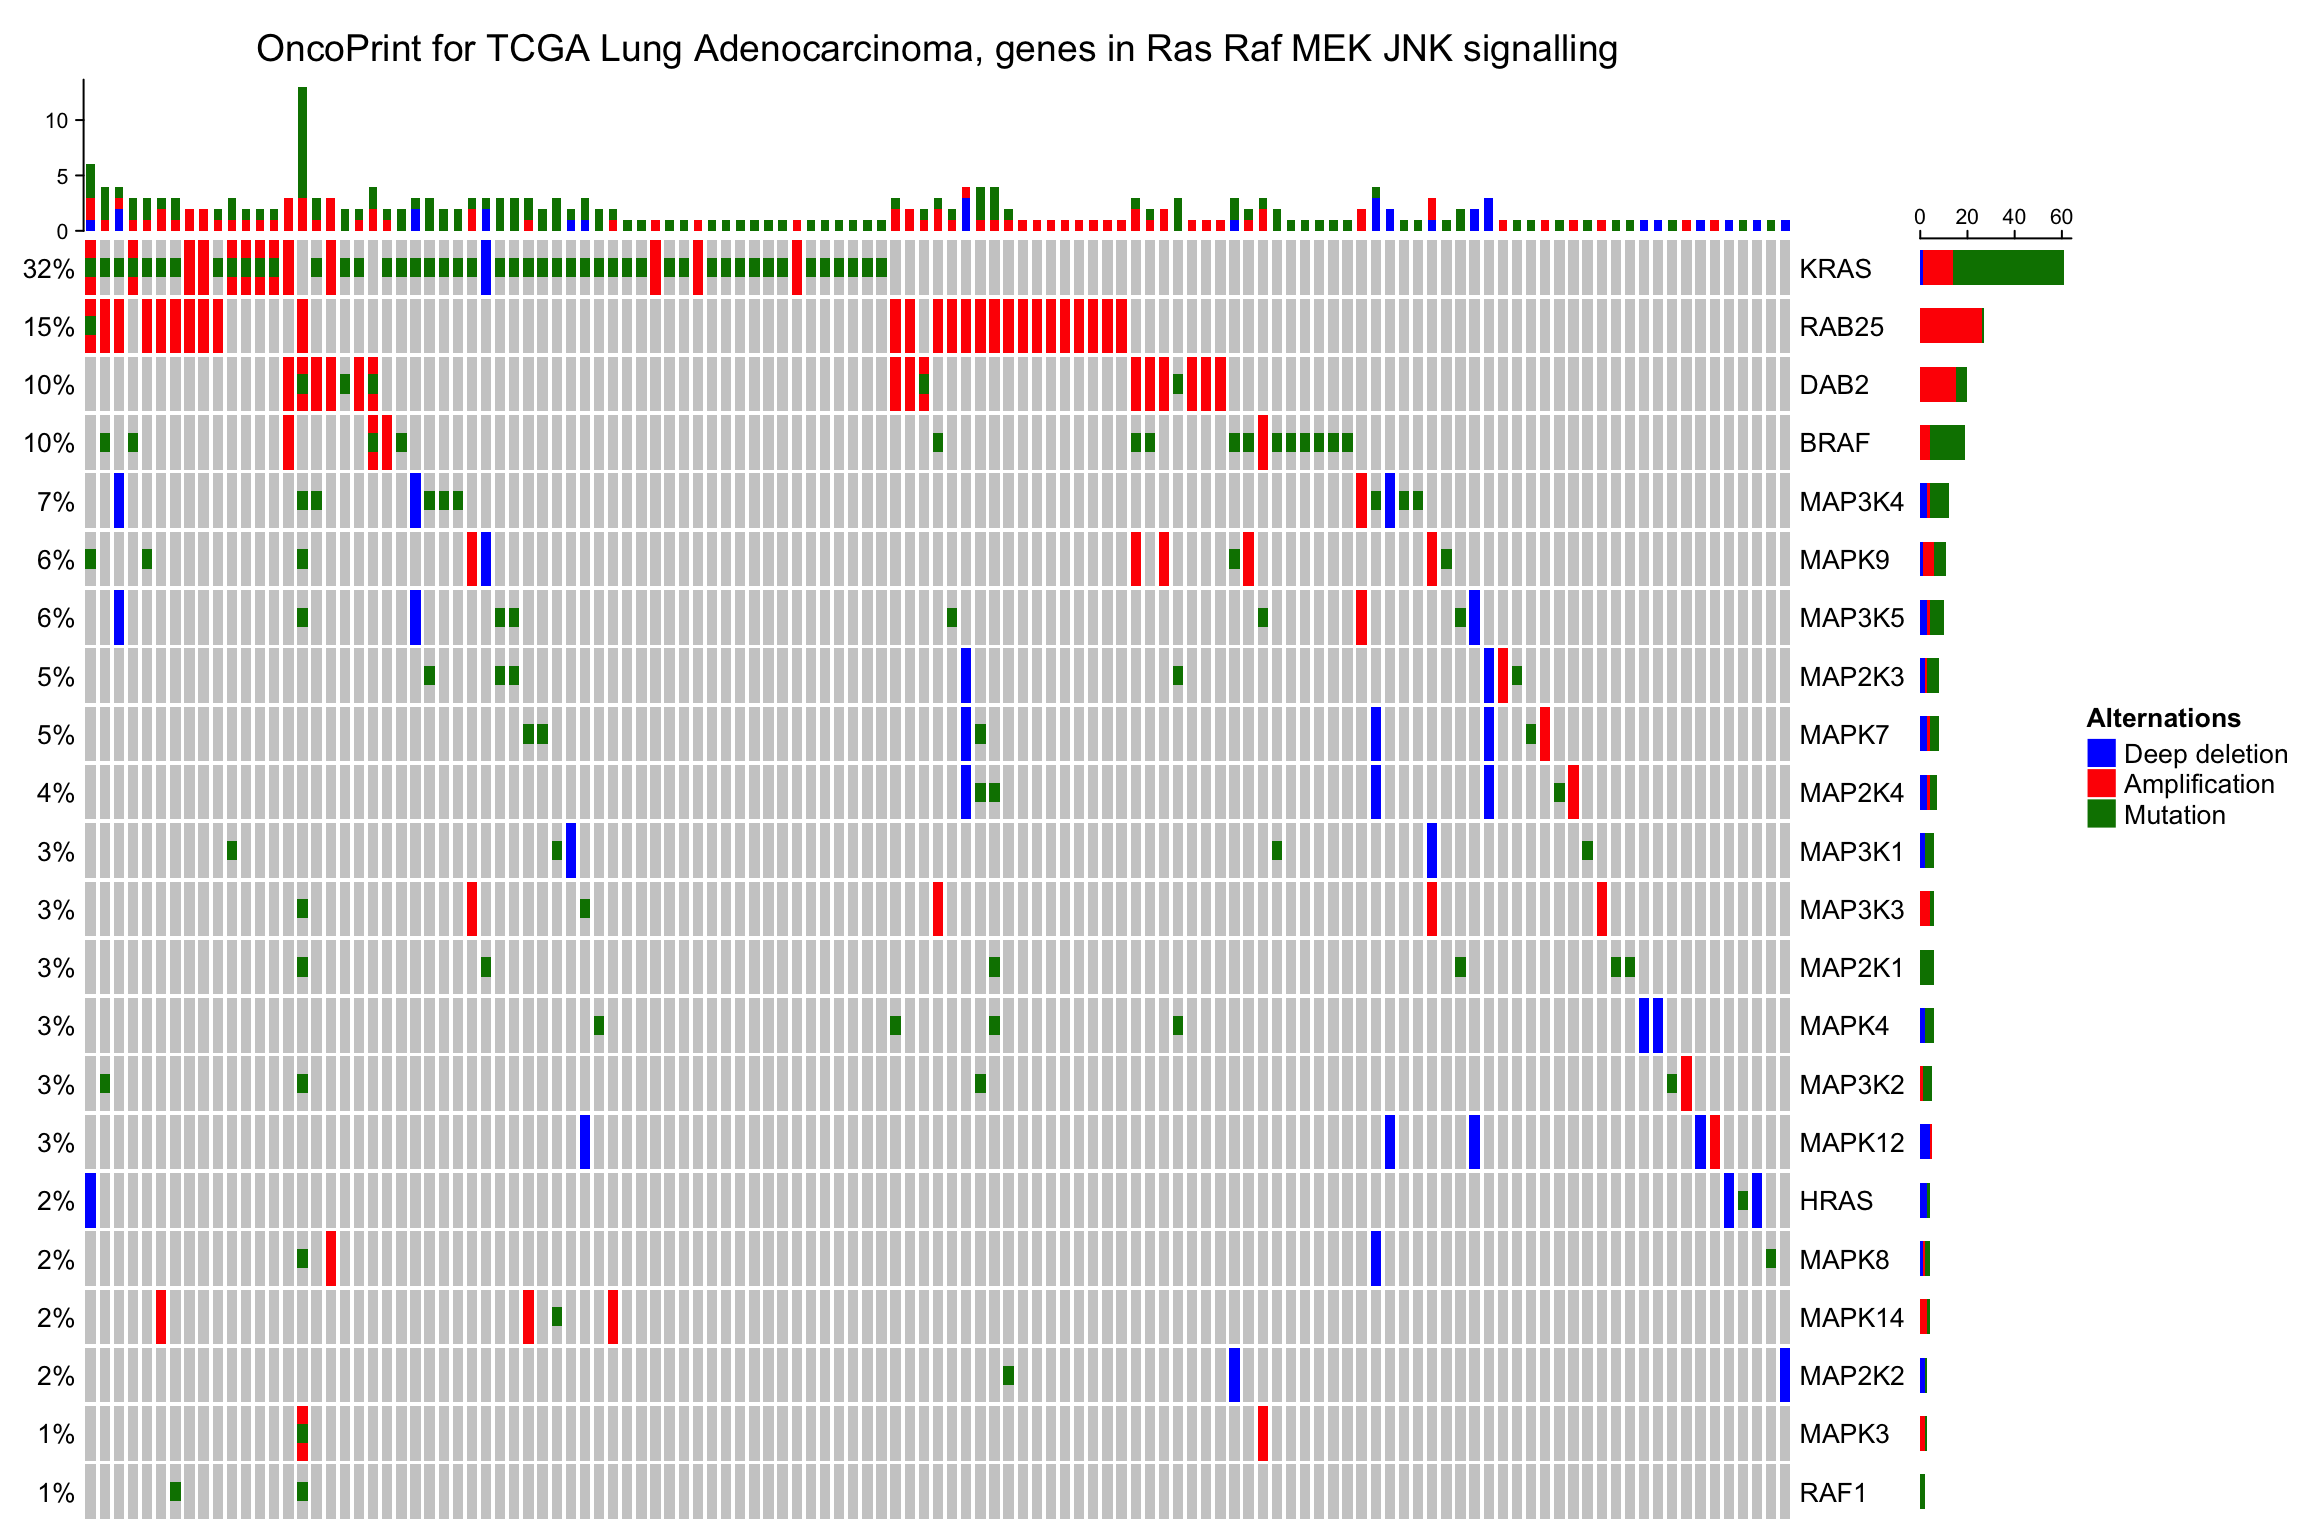 OncoPrint for TCGA Lung Adenocarcinoma, genes in Ras Raf MEK JNK signalling
10
5
0
0 20 40 60
32% KRAS
15% RAB25
10% DAB2
10% BRAF
7% MAP3K4
6% MAPK9
6% MAP3K5
5% MAP2K3
5% MAPK7
4% MAP2K4
3% MAP3K1
3% MAP3K3
3% MAP2K1
3% MAPK4
3% MAP3K2
3% MAPK12
2% HRAS
2% MAPK8
2% MAPK14
2% MAP2K2
1% MAPK3
1% RAF1
Alternations
Deep deletion
Amplification
Mutation